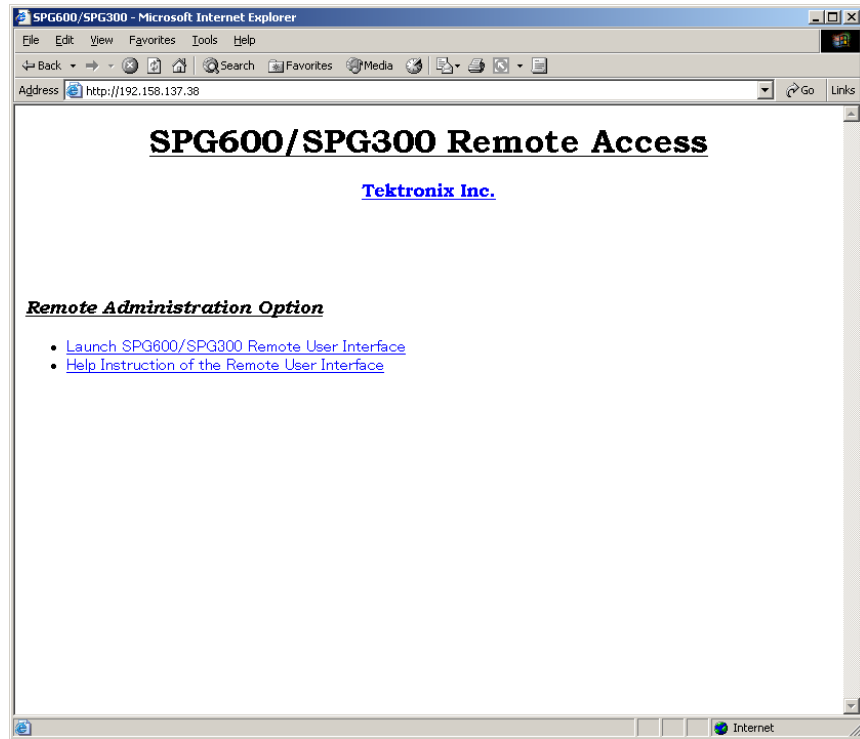 SPG600/SPG300 - Microsoft Internet Explorer
File Edit View Favorites Tools Help
Back Search Favorites Media
Address http://192.158.137.38 Go Links
SPG600/SPG300 Remote Access
Tektronix Inc.
Remote Administration Option
• Launch SPG600/SPG300 Remote User Interface
• Help Instruction of the Remote User Interface
Internet